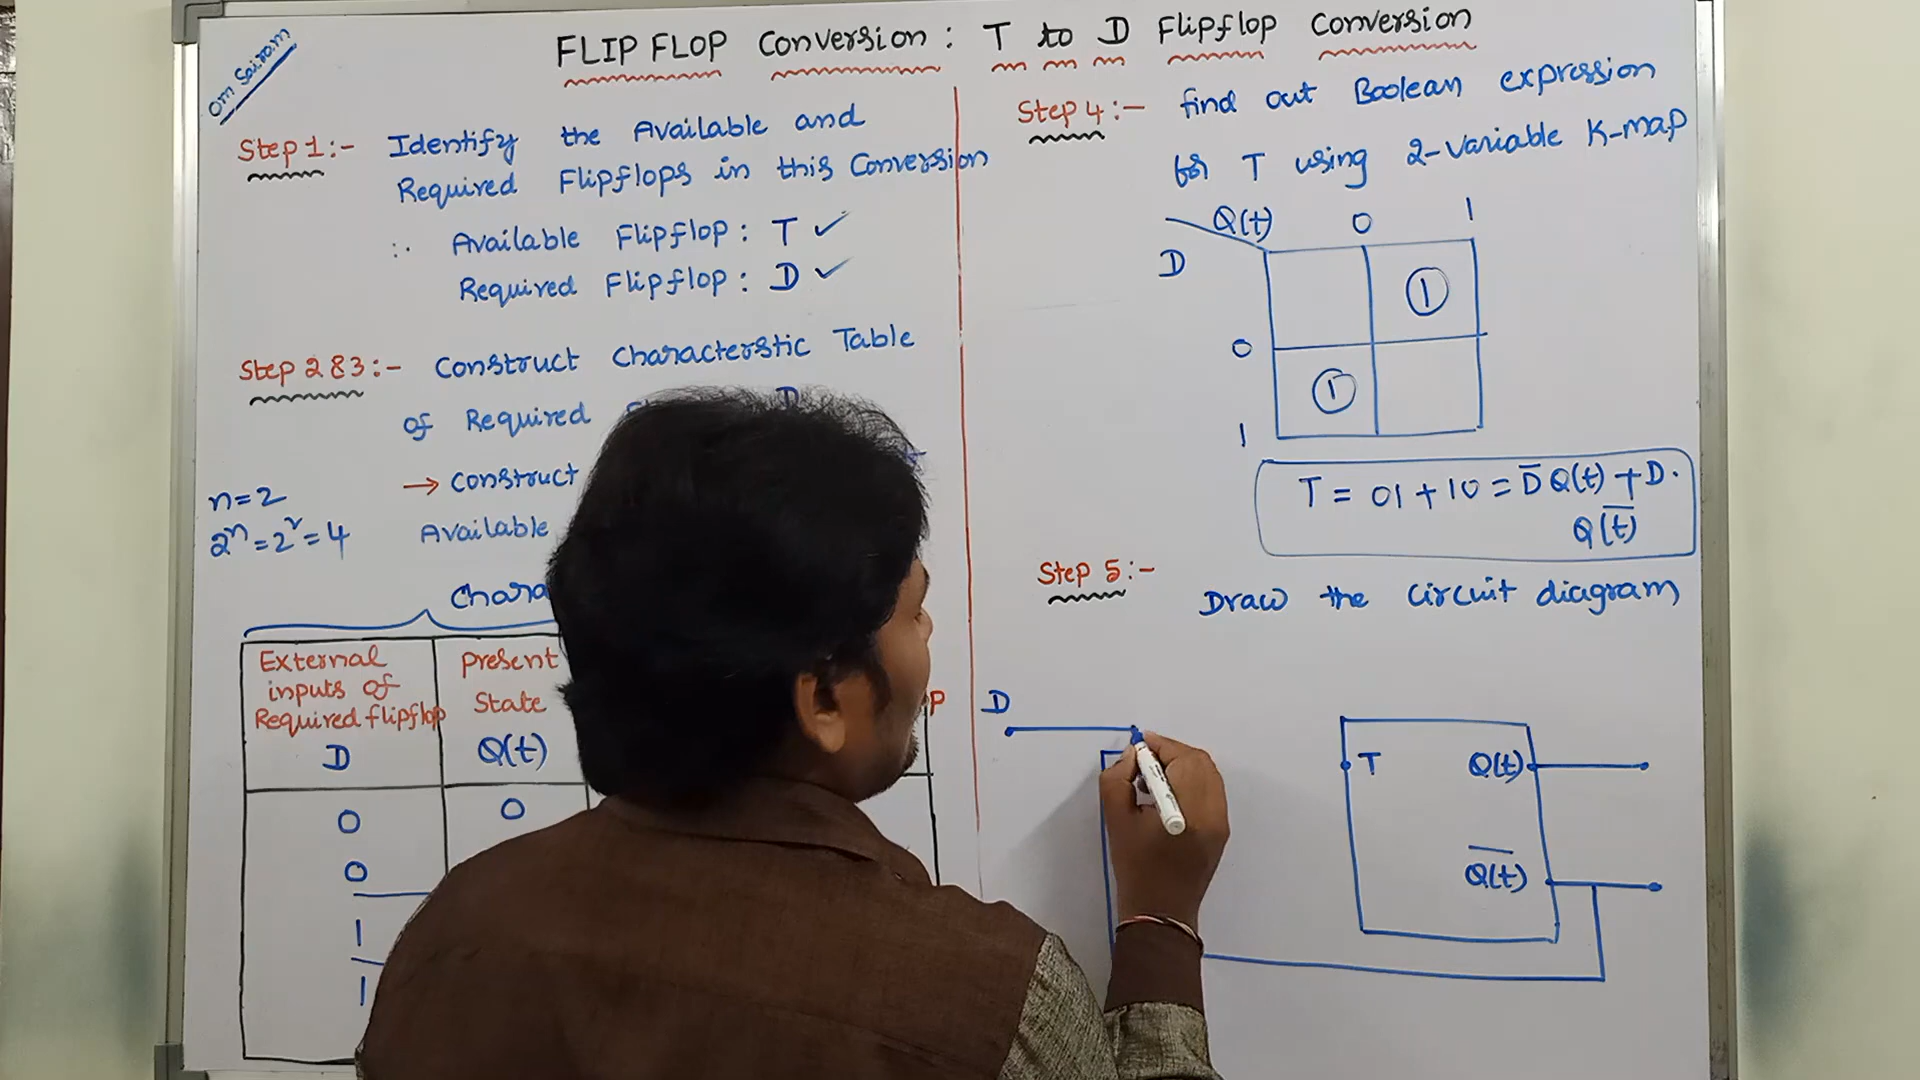 FLIP FLOP Conversion : T to D Flipflop Conversion
Om Sairam
Step 1:- Identify the Available and
Required Flipflops in this Conversion
∴ Available Flipflop : T ✓
Required Flipflop : D ✓
Step 2 & 3:- Construct Characterstic Table
of Required D
→ Construct
n=2
2ⁿ=2²=4
Available
External
inputs of
Required flipflop
D
present
State
Q(t)
0 0
0
1
1
Step 4:- find out Boolean expression
for T using 2-variable K-map
Q(t) 0 1
D
1
0
1
1
T = 01 + 10 = D̅ Q(t) + D.
Q(t)̅
Step 5:-
Draw the circuit diagram
D
T Q(t)
Q(t)̅